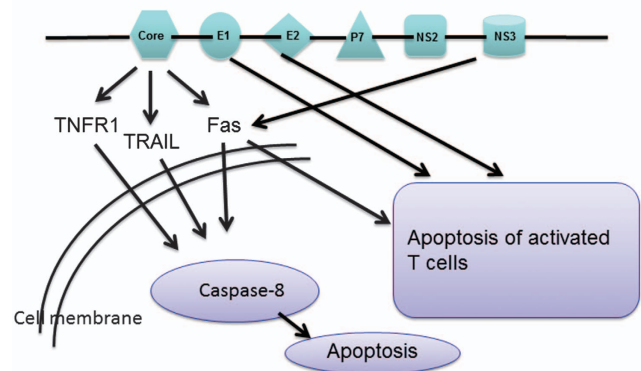 Core E1 E2 P7 NS2 NS3
TNFR1 TRAIL Fas
Apoptosis of activated
T cells
Caspase-8
Cell membrane
Apoptosis